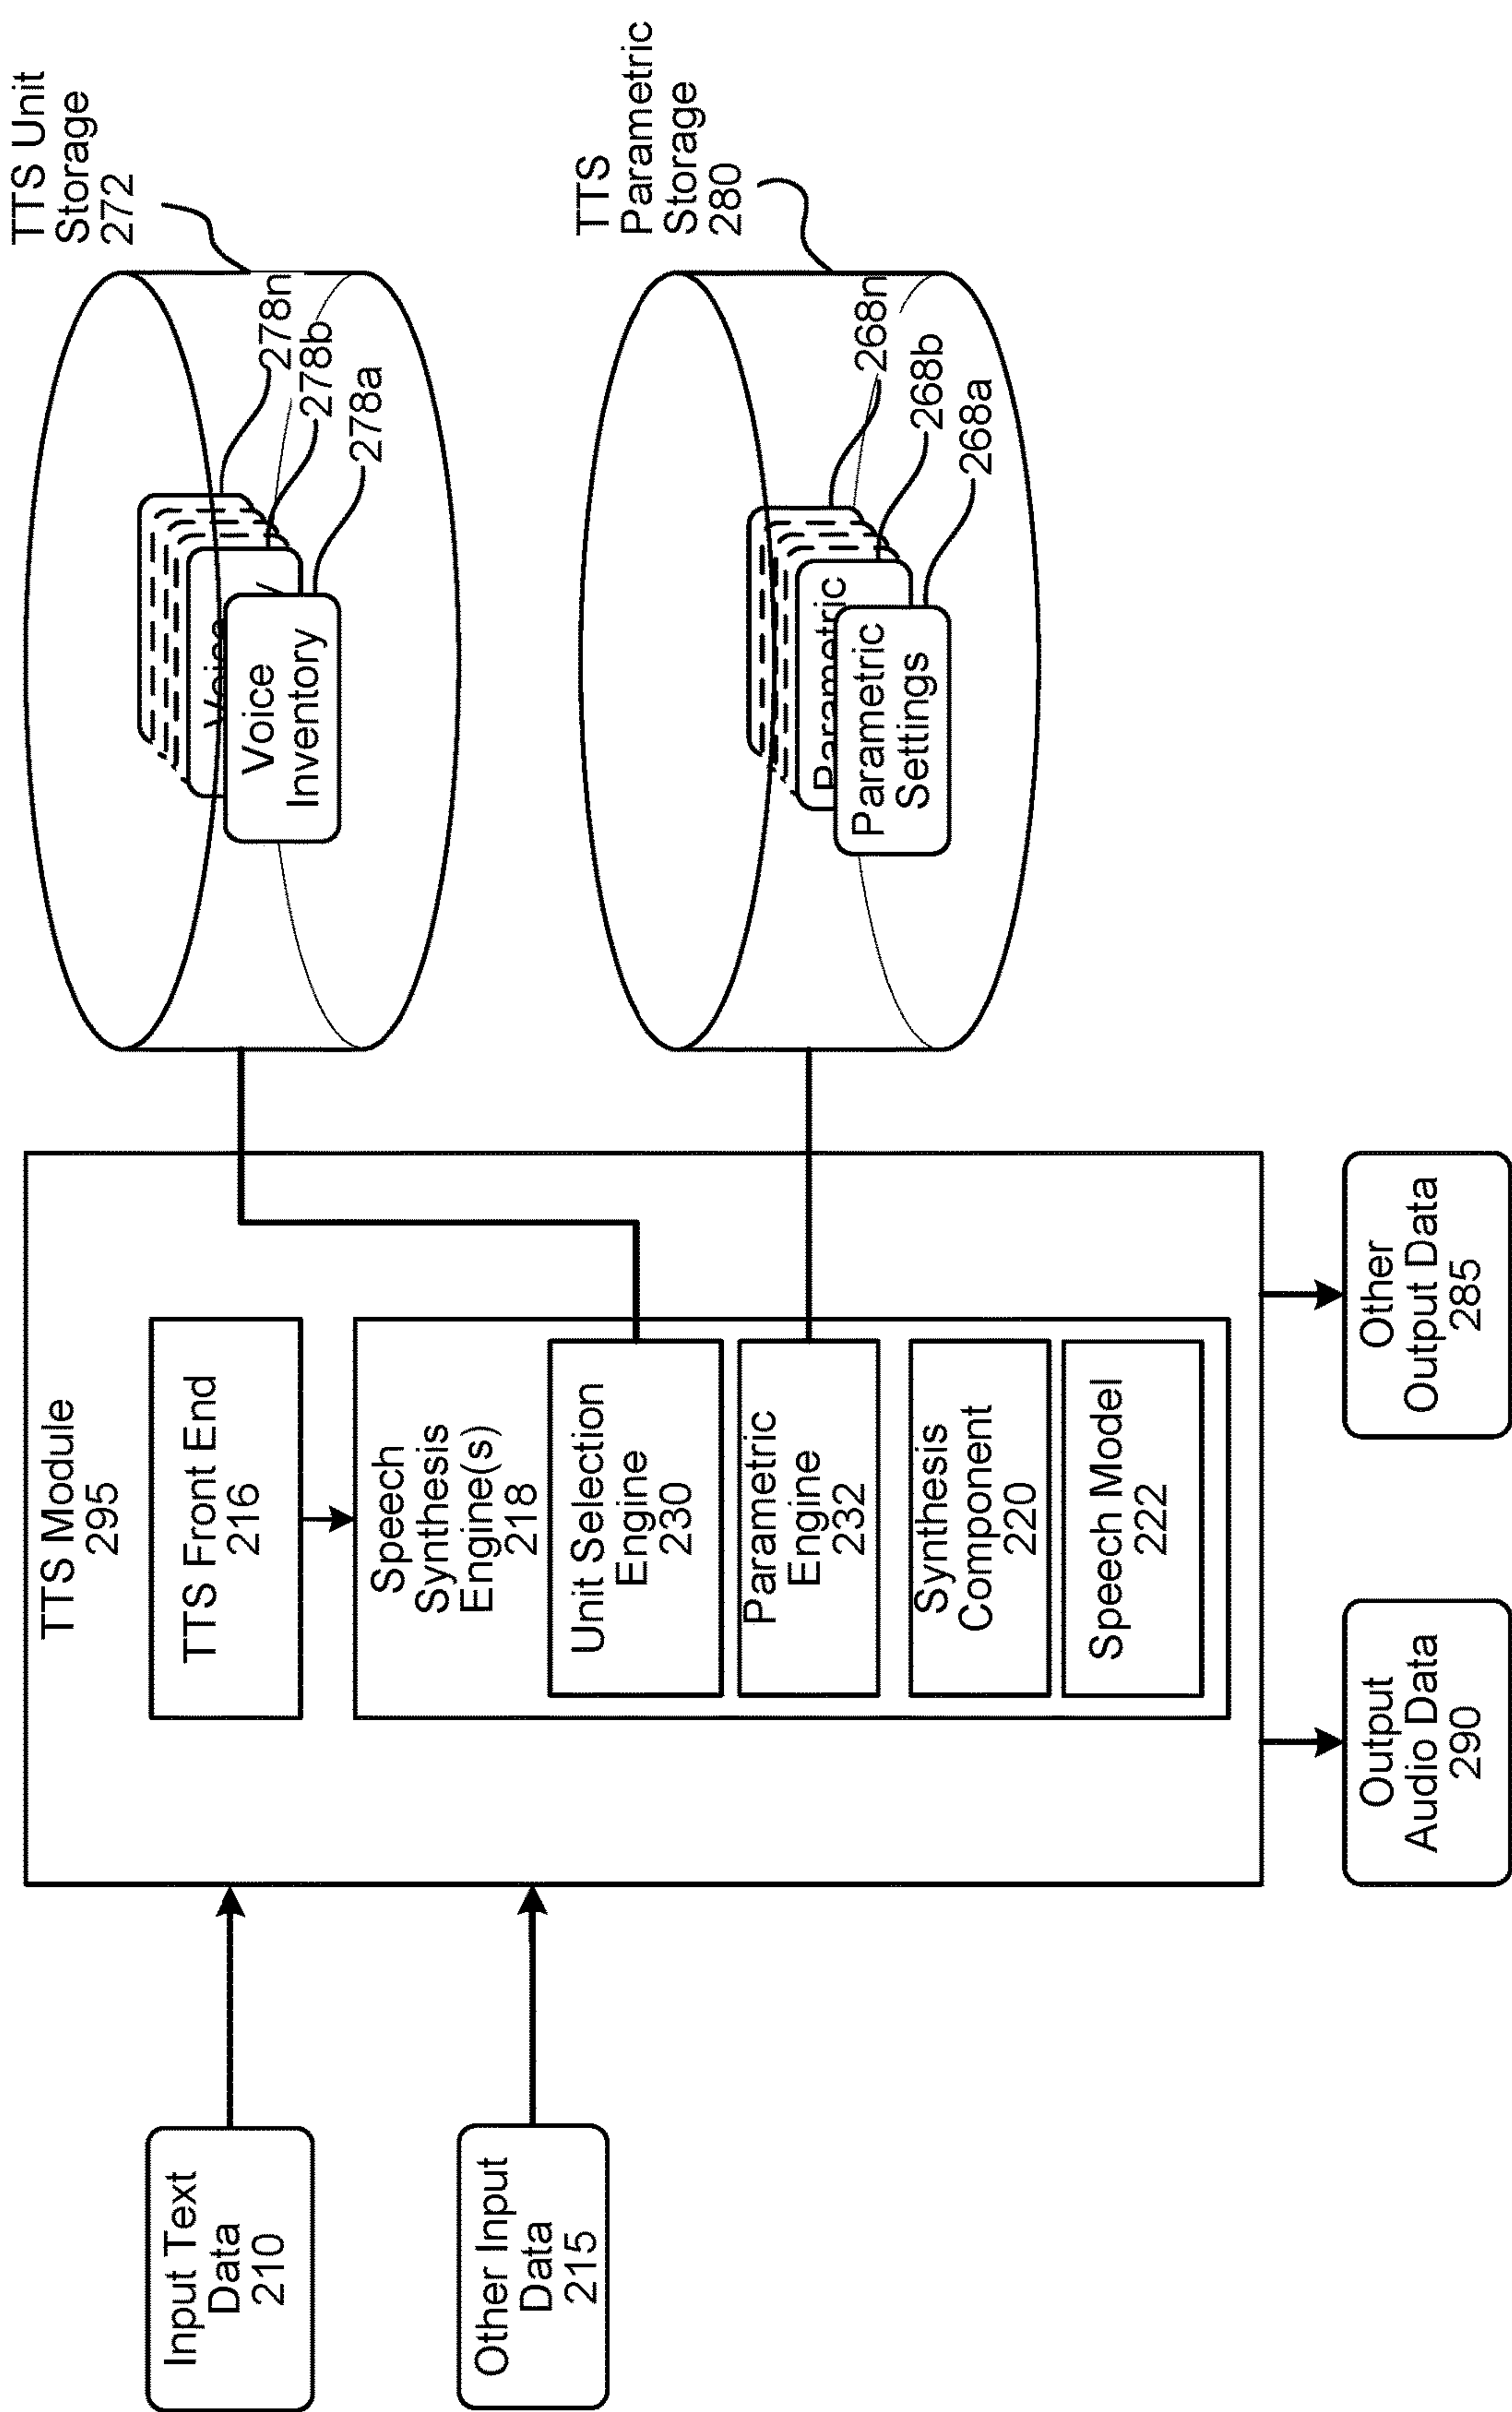 Input Text
Data
210
Other Input
Data
215
TTS Module
295
TTS Front End
216
Speech
Synthesis
Engine(s)
218
Unit Selection
Engine
230
Parametric
Engine
232
Synthesis
Component
220
Speech Model
222
Output
Audio Data
290
Other
Output Data
285
TTS Unit
Storage
272
278n
278b
278a
Voice
Voice
Inventory
TTS
Parametric
Storage
280
268n
268b
268a
Parametric
Parametric
Settings